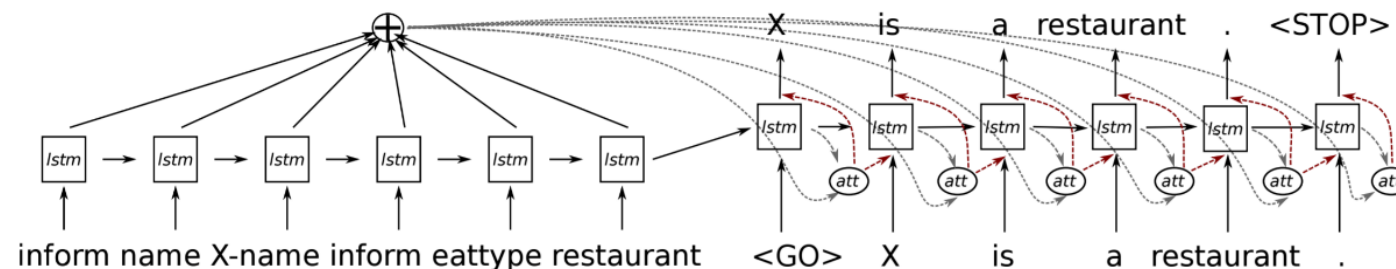 X is a restaurant . <STOP>
lstm lstm lstm lstm lstm lstm lstm lstm lstm lstm lstm lstm
att att att att att att
inform name X-name inform eattype restaurant <GO> X is a restaurant .